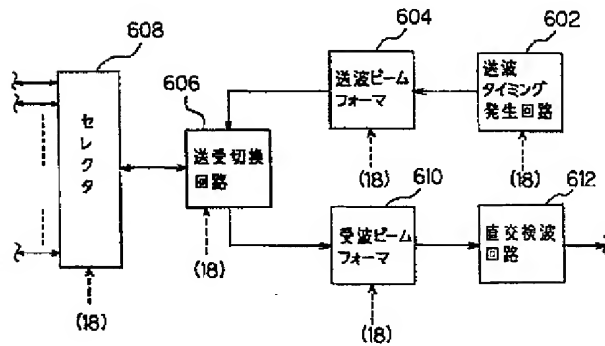 608
セレクタ
(18)
606
送受切換
回路
(18)
604
送波ビーム
フォーマ
(18)
602
送波
タイミング
発生回路
(18)
610
受波ビーム
フォーマ
(18)
612
直交検波
回路